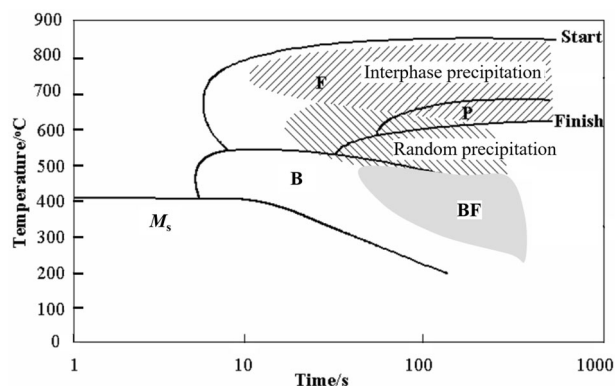 900
Start
800
F
Interphase precipitation
700
P
Finish
600
Random precipitation
500
B
400
BF
Ms
300
200
100
0
1
10
100
1000
Temperature/°C
Time/s